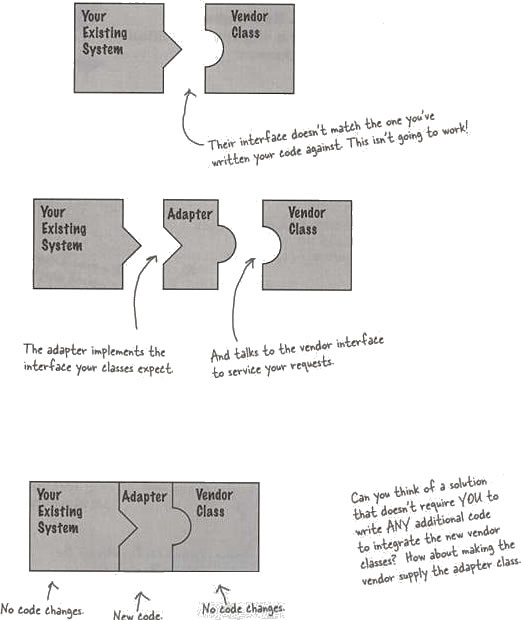 Your
Existing
System
Vendor
Class
Their interface doesn't match the one you've
written your code against. This isn't going to work!
Your
Existing
System
Adapter
Vendor
Class
The adapter implements the
interface your classes expect.
And talks to the vendor interface
to service your requests.
Your
Existing
System
Adapter
Vendor
Class
No code changes.
New code.
No code changes.
Can you think of a solution
that doesn't require YOU to
write ANY additional code
to integrate the new vendor
classes? How about making the
vendor supply the adapter class.